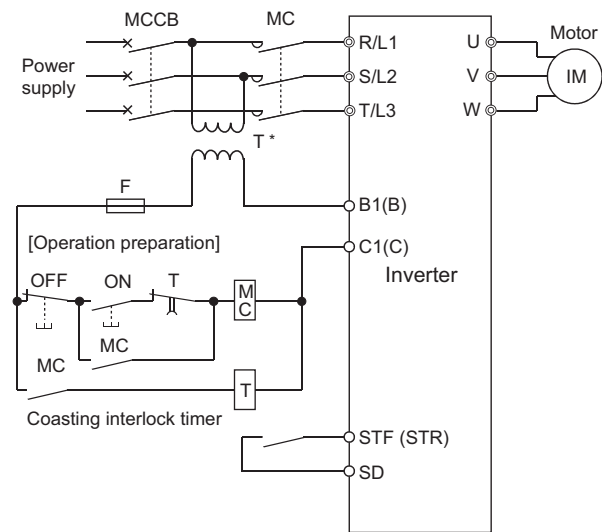 MCCB
MC
Motor
Power
supply
R/L1
S/L2
T/L3
U
V
W
IM
T *
F
B1(B)
[Operation preparation]
C1(C)
Inverter
OFF
ON
T
M
C
MC
MC
T
Coasting interlock timer
STF (STR)
SD